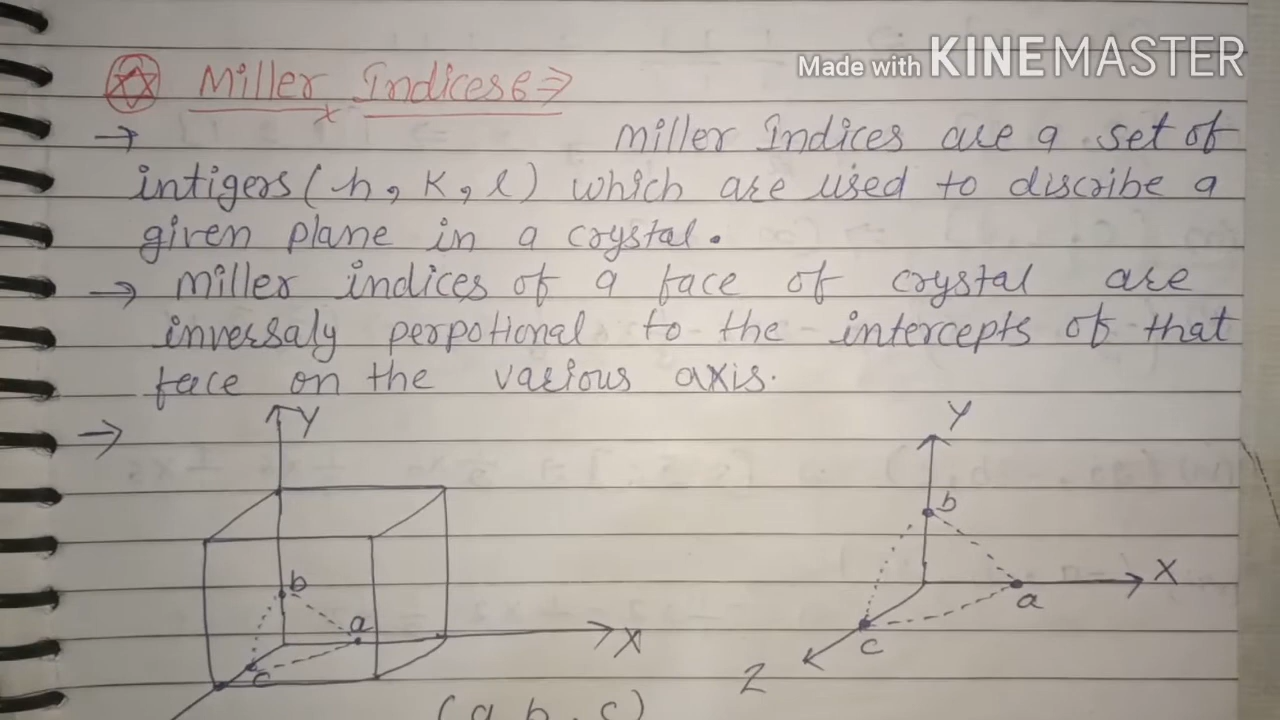 Made with KINEMASTER
Miller Indices ⇒
→ Miller Indices are a set of
intigers (h, K, l) which are used to discribe a
given plane in a crystal.
→ Miller indices of a face of crystal are
inversaly perpotional to the intercepts of that
face on the various axis.
→
Y
Y
b
b
X
a
a
X
c
c
Z
(a, b, c)